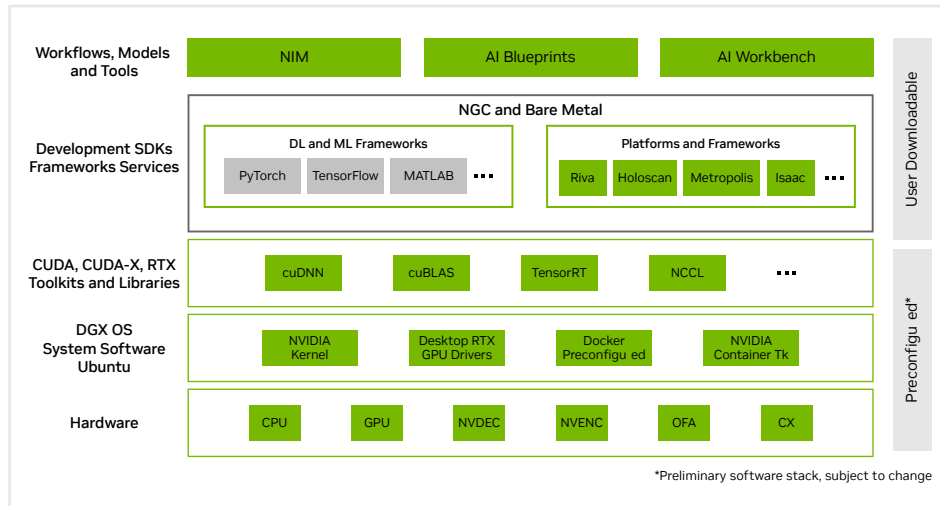 Workflows, Models
and Tools
NIM
AI Blueprints
AI Workbench
User Downloadable
NGC and Bare Metal
Development SDKs
Frameworks Services
DL and ML Frameworks
PyTorch
TensorFlow
MATLAB
...
Platforms and Frameworks
Riva
Holoscan
Metropolis
Isaac
...
CUDA, CUDA-X, RTX
Toolkits and Libraries
cuDNN
cuBLAS
TensorRT
NCCL
...
Preconfigu ed*
DGX OS
System Software
Ubuntu
NVIDIA
Kernel
Desktop RTX
GPU Drivers
Docker
Preconfigu ed
NVIDIA
Container Tk
Hardware
CPU
GPU
NVDEC
NVENC
OFA
CX
*Preliminary software stack, subject to change